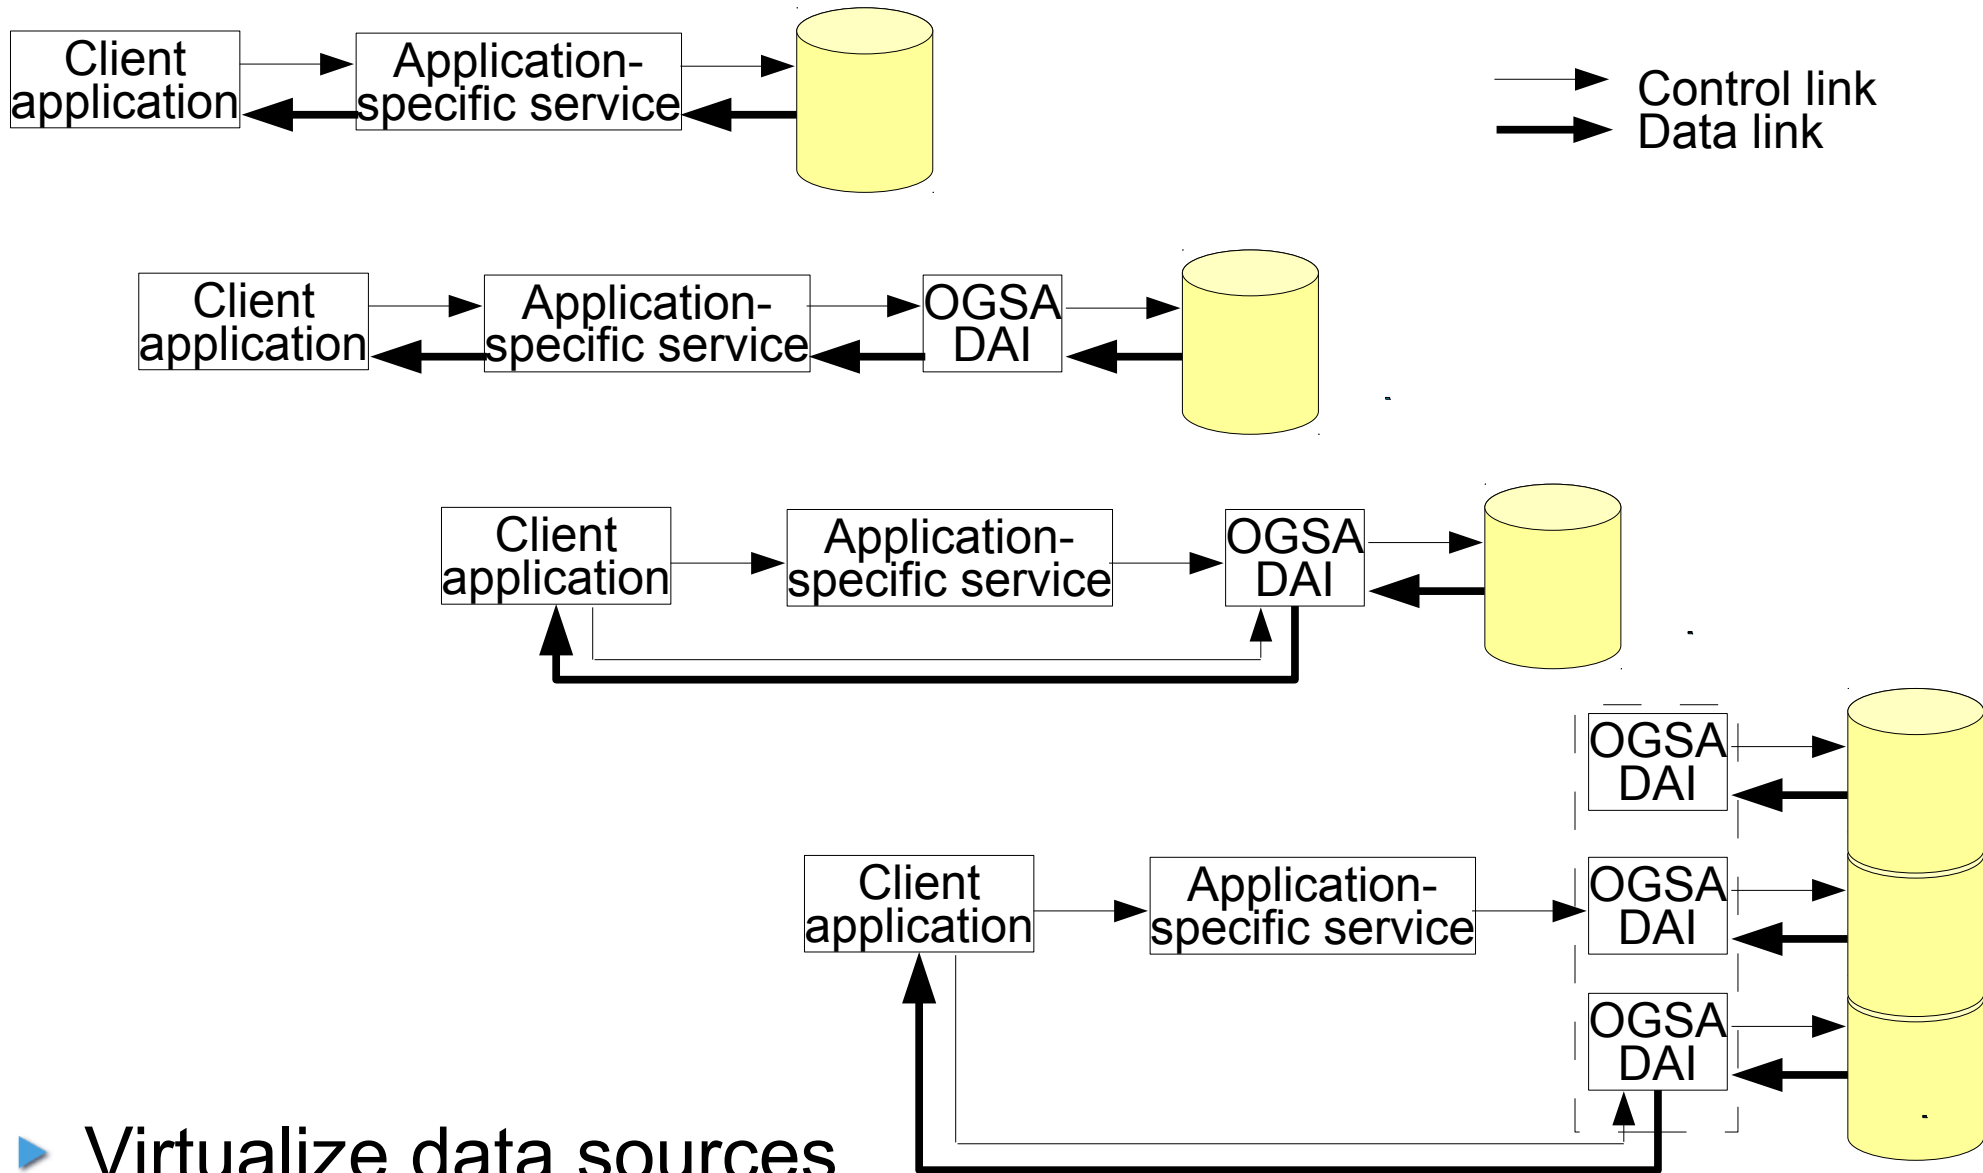 Client
application
Application-
specific service
Control link
Data link
Client
application
Application-
specific service
OGSA
DAI
Client
application
Application-
specific service
OGSA
DAI
OGSA
DAI
Client
application
Application-
specific service
OGSA
DAI
OGSA
DAI
Virtualize data sources